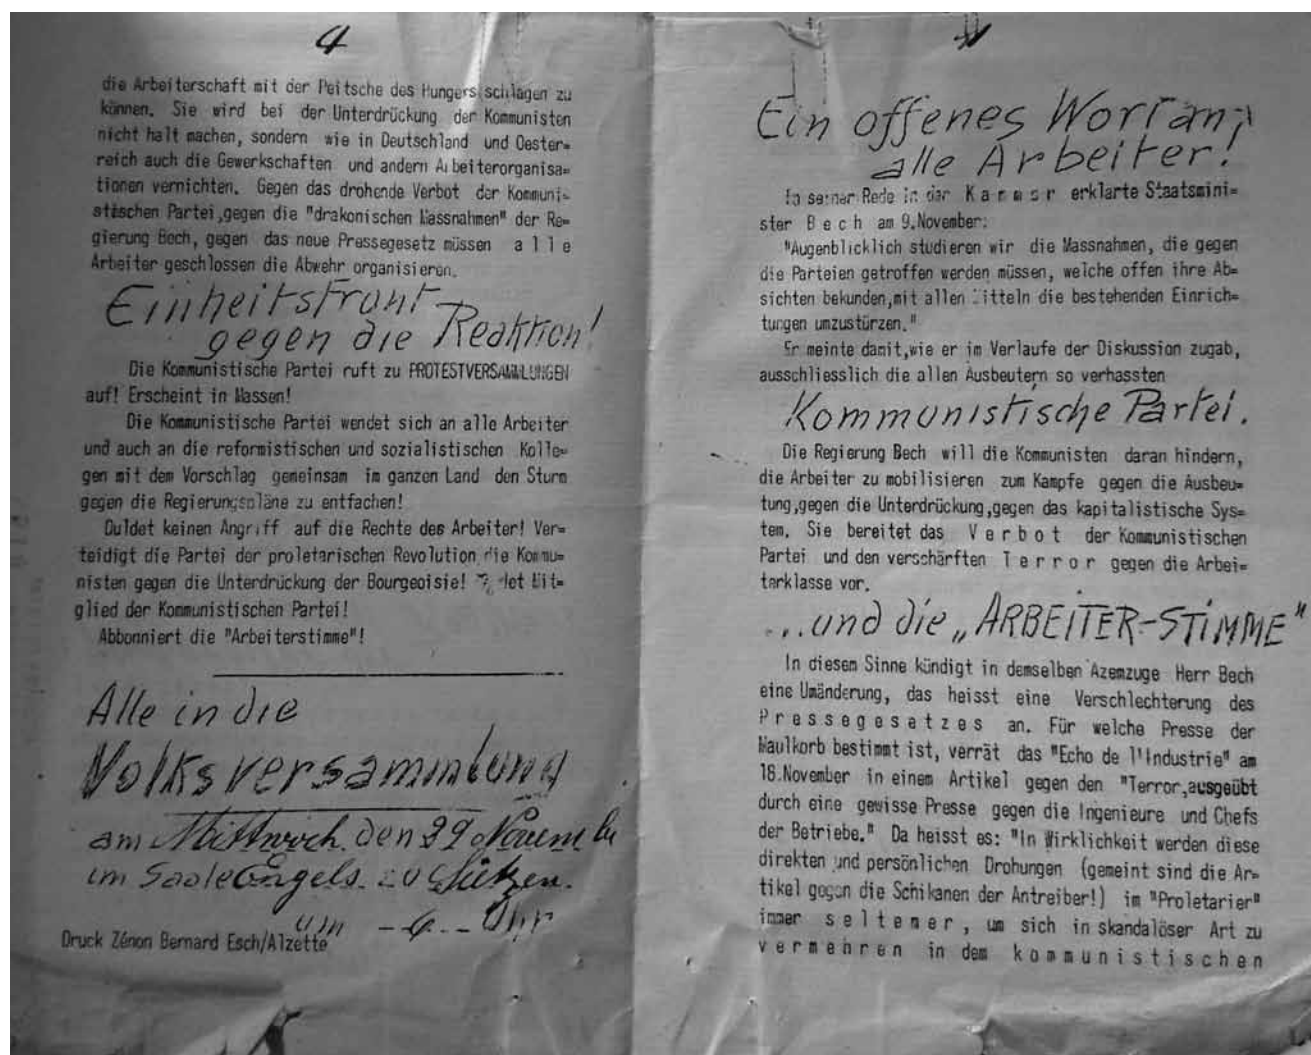 4
die Arbeiterschaft mit der Peitsche des Hungers schlagen zu
können. Sie wird bei der Unterdrückung der Kommunisten
nicht halt machen, sondern wie in Deutschland und Oester=
reich auch die Gewerkschaften und andern Arbeiterorganisa=
tionen vernichten. Gegen das drohende Verbot der Kommuni=
stischen Partei,gegen die "drakonischen Massnahmen" der Re=
gierung Bech, gegen das neue Pressegesetz müssen a l l e
Arbeiter geschlossen die Abwehr organisieren.
Einheitsfront
gegen die Reaktion!
Die Kommunistische Partei ruft zu PROTESTVERSAMMLUNGEN
auf! Erscheint in Massen!
Die Kommunistische Partei wendet sich an alle Arbeiter
und auch an die reformistischen und sozialistischen Kolle=
gen mit dem Vorschlag gemeinsam im ganzen Land den Sturm
gegen die Regierungspläne zu entfachen!
Duldet keinen Angriff auf die Rechte des Arbeiter! Ver=
teidigt die Partei der proletarischen Revolution die Kommu=
nisten gegen die Unterdrückung der Bourgeoisie! Mit=
glied der Kommunistischen Partei!
Abbonniert die "Arbeiterstimme"!
Alle in die
Volksversammlung
am Mittwoch den 29 November
im Saale Engels zu
um Uhr
Druck Zénon Bernard Esch/Alzette
Ein offenes Wort an
alle Arbeiter!
In seiner Rede in der K a m m e r erklarte Staatsmini=
ster B e c h am 9.November:
"Augenblicklich studieren wir die Massnahmen, die gegen
die Parteien getroffen werden müssen, welche offen ihre Ab=
sichten bekunden,mit allen Mitteln die bestehenden Einrich=
tungen umzustürzen."
Er meinte damit,wie er im Verlaufe der Diskussion zugab,
ausschliesslich die allen Ausbeutern so verhassten
Kommunistische Partei.
Die Regierung Bech will die Kommunisten daran hindern,
die Arbeiter zu mobilisieren zum Kampfe gegen die Ausbeu=
tung,gegen die Unterdrückung,gegen das kapitalistische Sys=
tem. Sie bereitet das V e r b o t der Kommunistischen
Partei und den verschärften T e r r o r gegen die Arbei=
terklasse vor.
...und die „ARBEITER-STIMME"
In diesem Sinne kündigt in demselben Azemzuge Herr Bech
eine Umänderung, das heisst eine Verschlechterung des
P r e s s e g e s e t z e s an. Für welche Presse der
Maulkorb bestimmt ist, verrät das "Echo de l'Industrie" am
18.November in einem Artikel gegen den "Terror,ausgeübt
durch eine gewisse Presse gegen die Ingenieure und Chefs
der Betriebe." Da heisst es: "In Wirklichkeit werden diese
direkten und persönlichen Drohungen (gemeint sind die Ar=
tikel gegen die Schikanen der Antreiber!) im "Proletarier"
immer s e l t e n e r , um sich in skandalöser Art zu
v e r m e h r e n in dem k o m m u n i s t i s c h e n